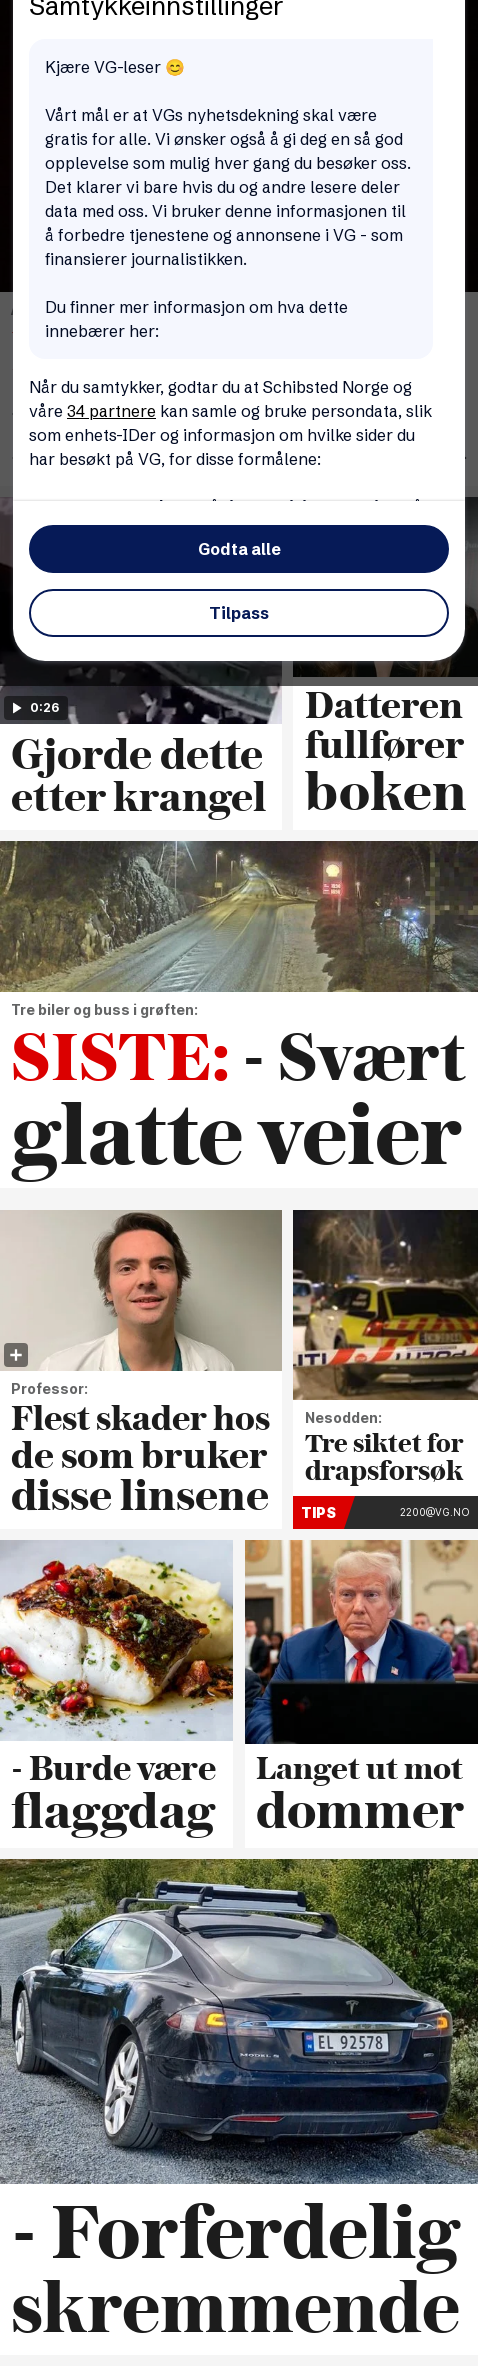 Samtykkeinnstillinger
Kjære VG-leser 😊
Vårt mål er at VGs nyhetsdekning skal være
gratis for alle. Vi ønsker også å gi deg en så god
opplevelse som mulig hver gang du besøker oss.
Det klarer vi bare hvis du og andre lesere deler
data med oss. Vi bruker denne informasjonen til
å forbedre tjenestene og annonsene i VG - som
finansierer journalistikken.
Du finner mer informasjon om hva dette
innebærer her:
Når du samtykker, godtar du at Schibsted Norge og
våre 34 partnere kan samle og bruke persondata, slik
som enhets-IDer og informasjon om hvilke sider du
har besøkt på VG, for disse formålene:
Godta alle
Tilpass
0:26
Gjorde dette
etter krangel
Datteren
fullfører
boken
Tre biler og buss i grøften:
SISTE: - Svært
glatte veier
Professor:
Flest skader hos
de som bruker
disse linsene
Nesodden:
Tre siktet for
drapsforsøk
TIPS 2200@VG.NO
- Burde være
flaggdag
Langet ut mot
dommer
EL 92578
MODEL S
- Forferdelig
skremmende